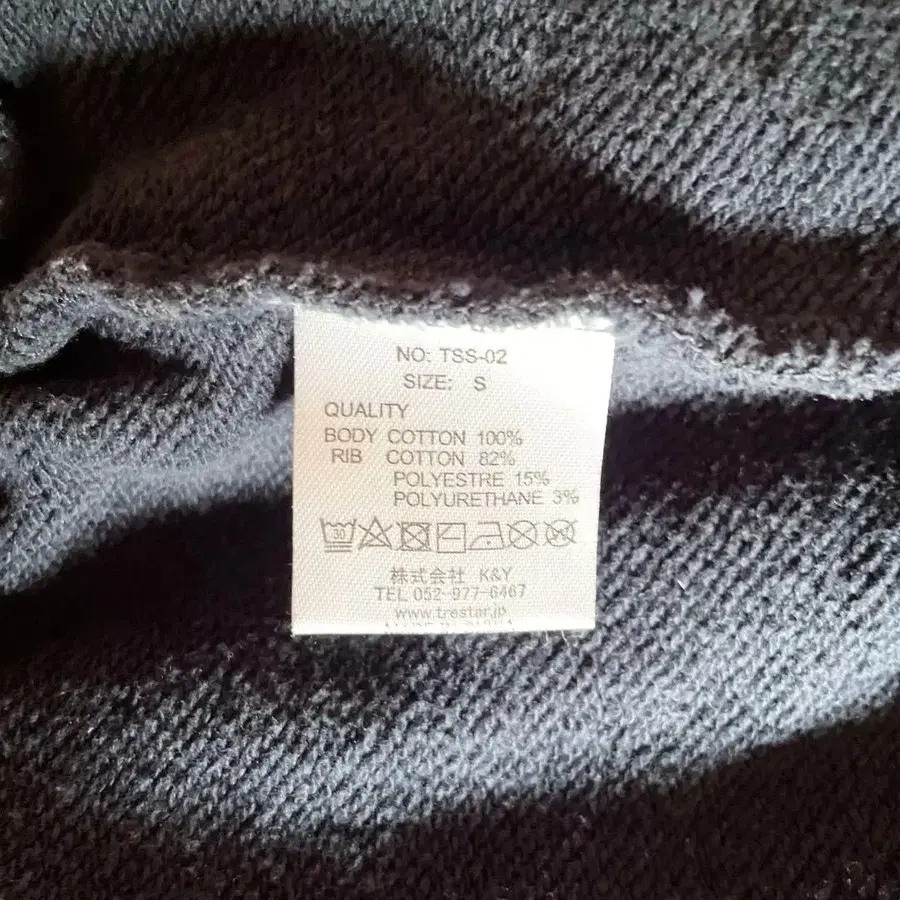 NO: TSS-02
SIZE: S
QUALITY
BODY COTTON 100%
RIB COTTON 82%
POLYESTRE 15%
POLYURETHANE 3%
30
株式会社 K&Y
TEL 052-977-6467
www.trestar.jp